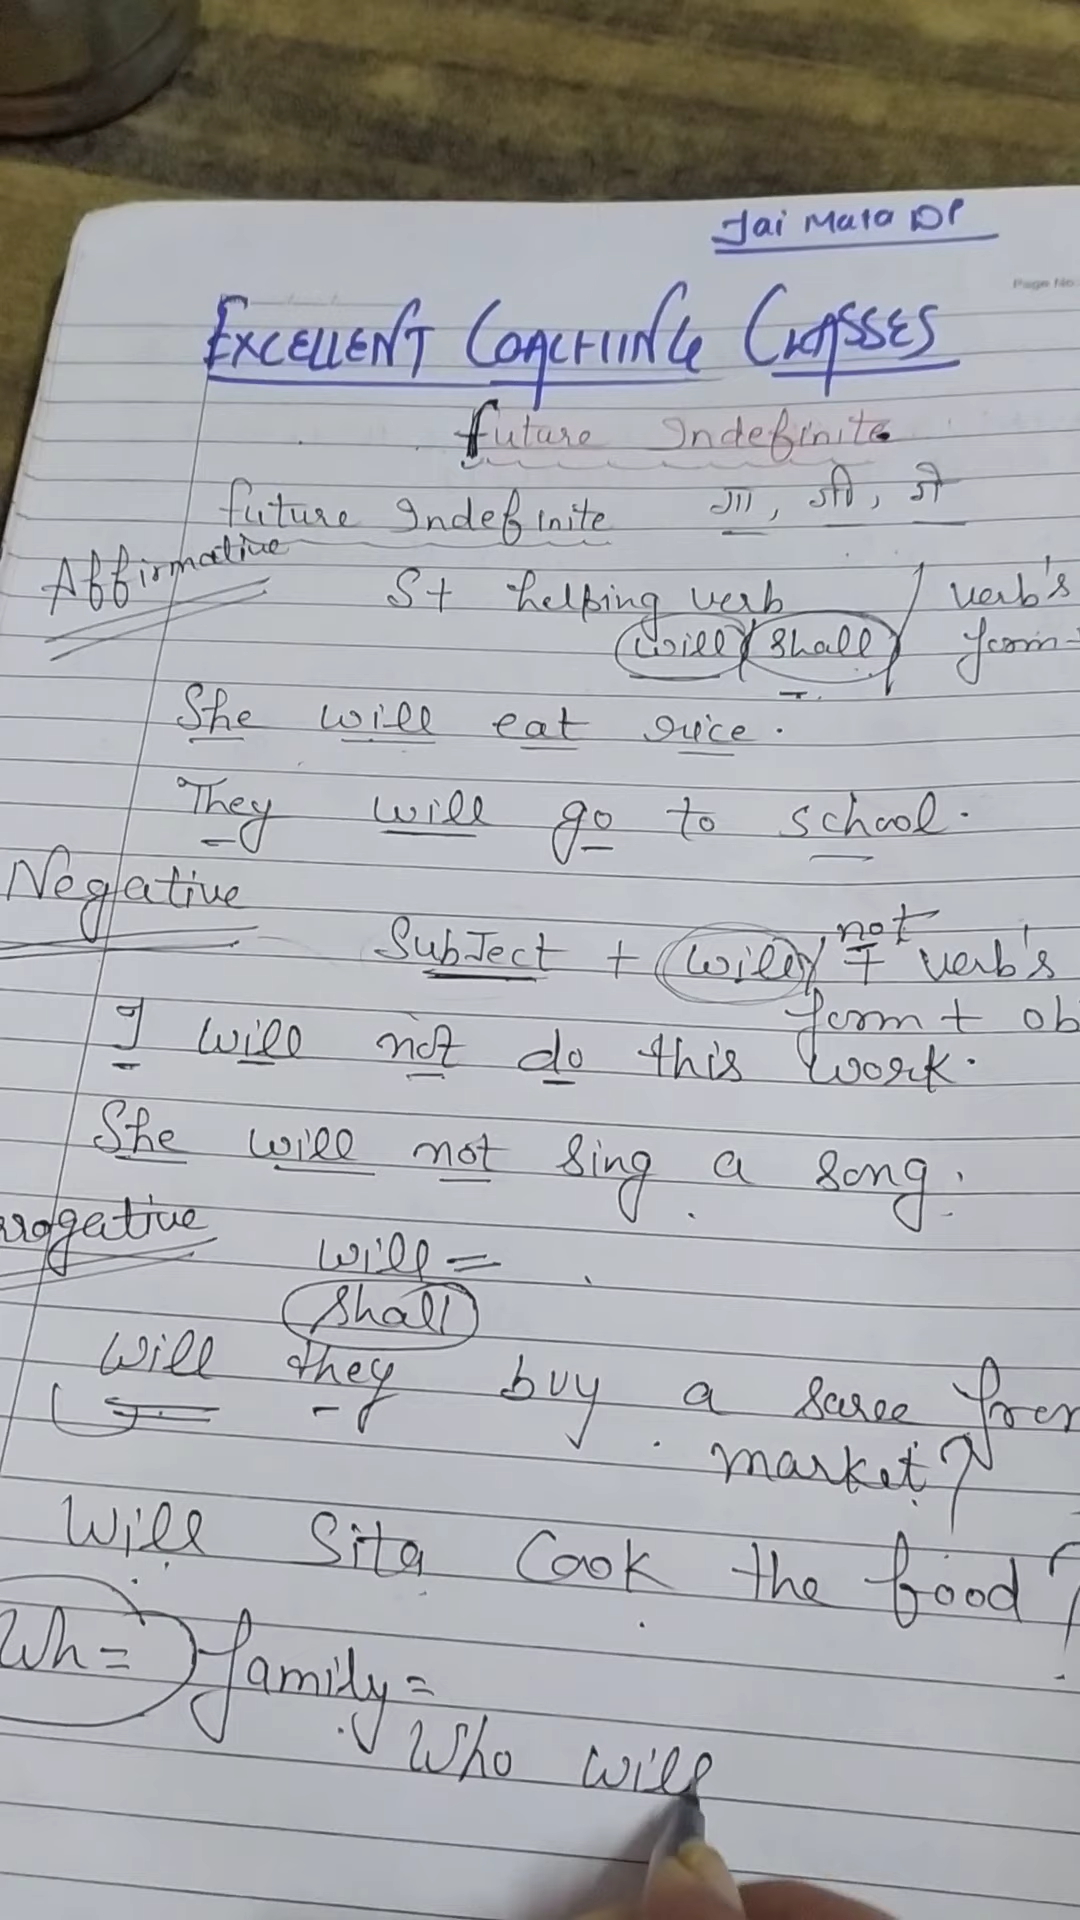 Jai Mata DI
Page No.
EXCELLENT COACHING CLASSES
Future Indefinite
Future Indefinite गा, गी, गे
Affirmative
S+ helping verb / verb's
will / shall form
She will eat rice.
They will go to school.
Negative
not
Subject + will / + verb's
form + ob
I will not do this work.
She will not sing a song.
rrogative
will =
shall
Will they buy a saree from
market?
Will Sita Cook the food?
Wh = family =
Who will